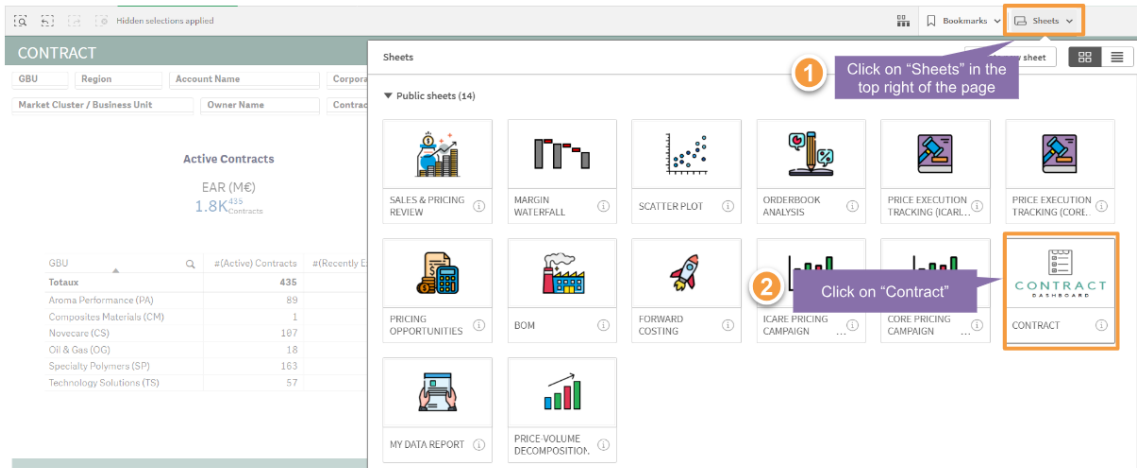 Hidden selections applied
Bookmarks
Sheets
CONTRACT
GBU
Region
Account Name
Market Cluster / Business Unit
Owner Name
Active Contracts
EAR (M€)
1.8K 435
Contracts
GBU
#(Active) Contracts
Totaux 435
Aroma Performance (PA) 89
Composites Materials (CM) 1
Novecare (CS) 107
Oil & Gas (OG) 18
Specialty Polymers (SP) 163
Technology Solutions (TS) 57
Sheets
sheet
1
Click on “Sheets” in the
top right of the page
Public sheets (14)
SALES & PRICING
REVIEW
MARGIN
WATERFALL
SCATTER PLOT
ORDERBOOK
ANALYSIS
PRICE EXECUTION
TRACKING (ICARI...
PRICE EXECUTION
TRACKING (CORE...
2
Click on “Contract”
CONTRACT
DASHBOARD
PRICING
OPPORTUNITIES
BOM
FORWARD
COSTING
ICARE PRICING
CAMPAIGN ...
CORE PRICING
CAMPAIGN ...
CONTRACT
MY DATA REPORT
PRICE-VOLUME
DECOMPOSITION